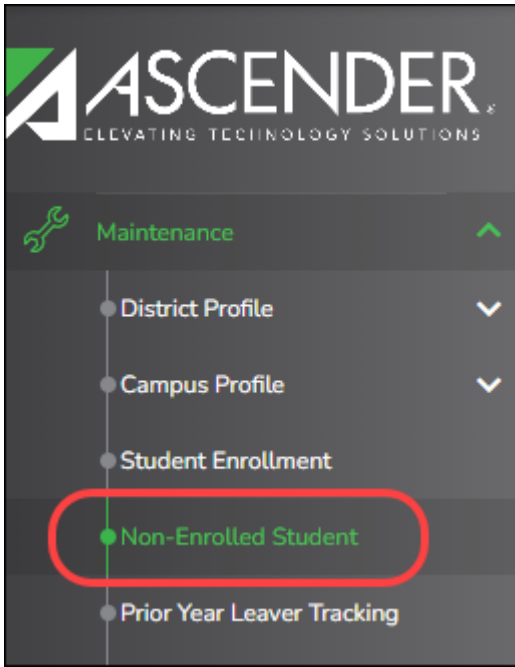 ASCENDER®
ELEVATING TECHNOLOGY SOLUTIONS
Maintenance
District Profile
Campus Profile
Student Enrollment
Non-Enrolled Student
Prior Year Leaver Tracking